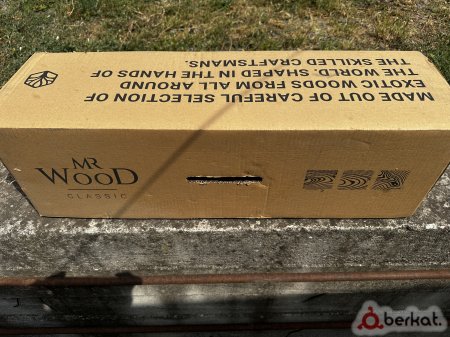 MADE OUT OF CAREFUL SELECTION OF
EXOTIC WOODS FROM ALL AROUND
THE WORLD. SHAPED IN THE HANDS OF
THE SKILLED CRAFTSMANS.
MR
WOOD
CLASSIC
berkat.